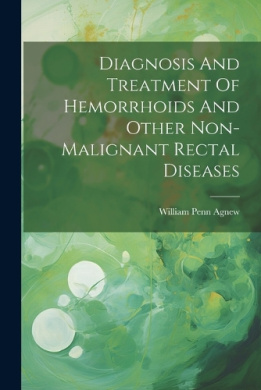 Diagnosis And
Treatment Of
Hemorrhoids And
Other Non-
Malignant Rectal
Diseases
William Penn Agnew